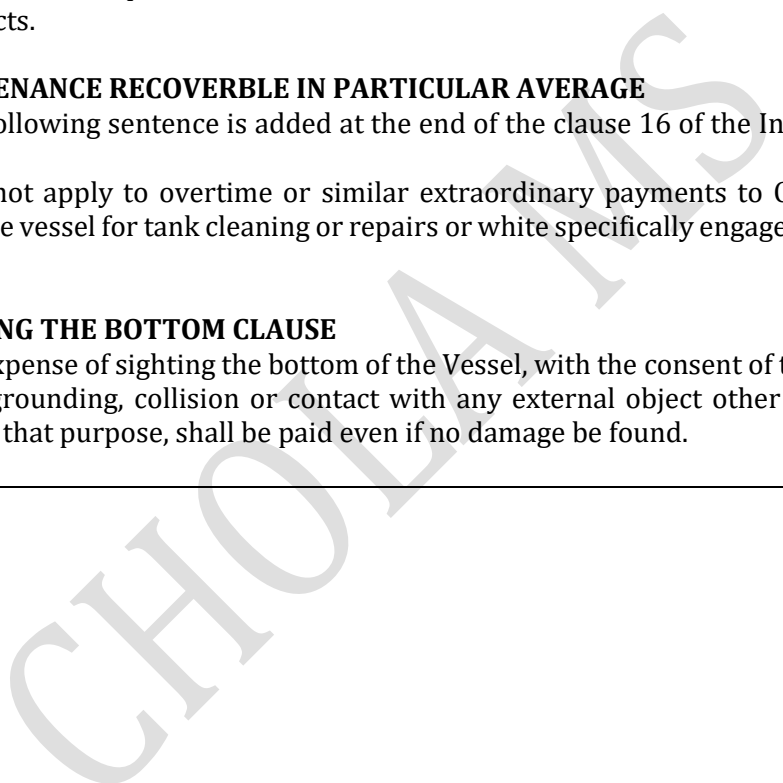 cts.
ENANCE RECOVERBLE IN PARTICULAR AVERAGE
ollowing sentence is added at the end of the clause 16 of the In
not apply to overtime or similar extraordinary payments to
e vessel for tank cleaning or repairs or white specifically engage
NG THE BOTTOM CLAUSE
xpense of sighting the bottom of the Vessel, with the consent of t
grounding, collision or contact with any external object other
that purpose, shall be paid even if no damage be found.
CHOLA MS